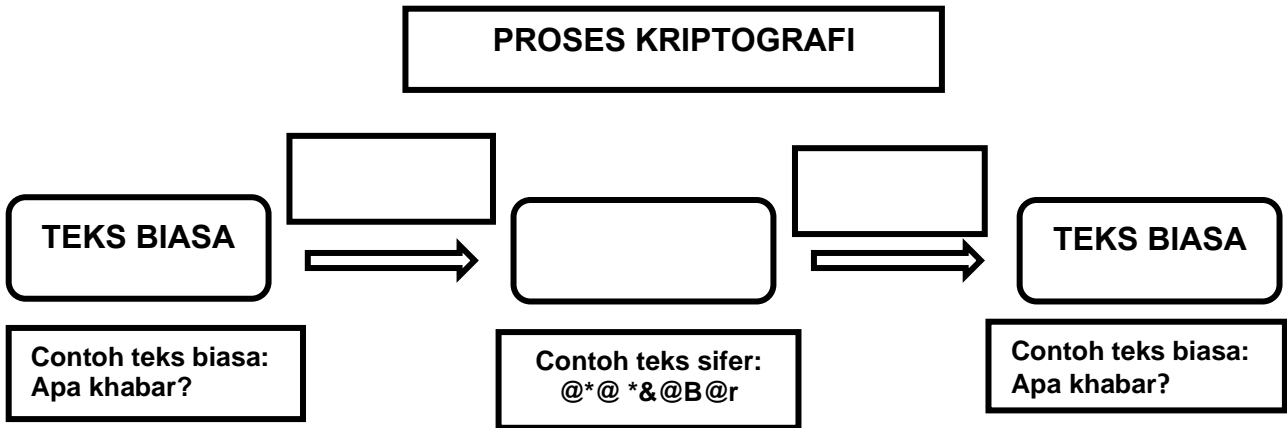 PROSES KRIPTOGRAFI
TEKS BIASA
TEKS BIASA
Contoh teks biasa:
Apa khabar?
Contoh teks sifer:
@*@ *&@B@r
Contoh teks biasa:
Apa khabar?